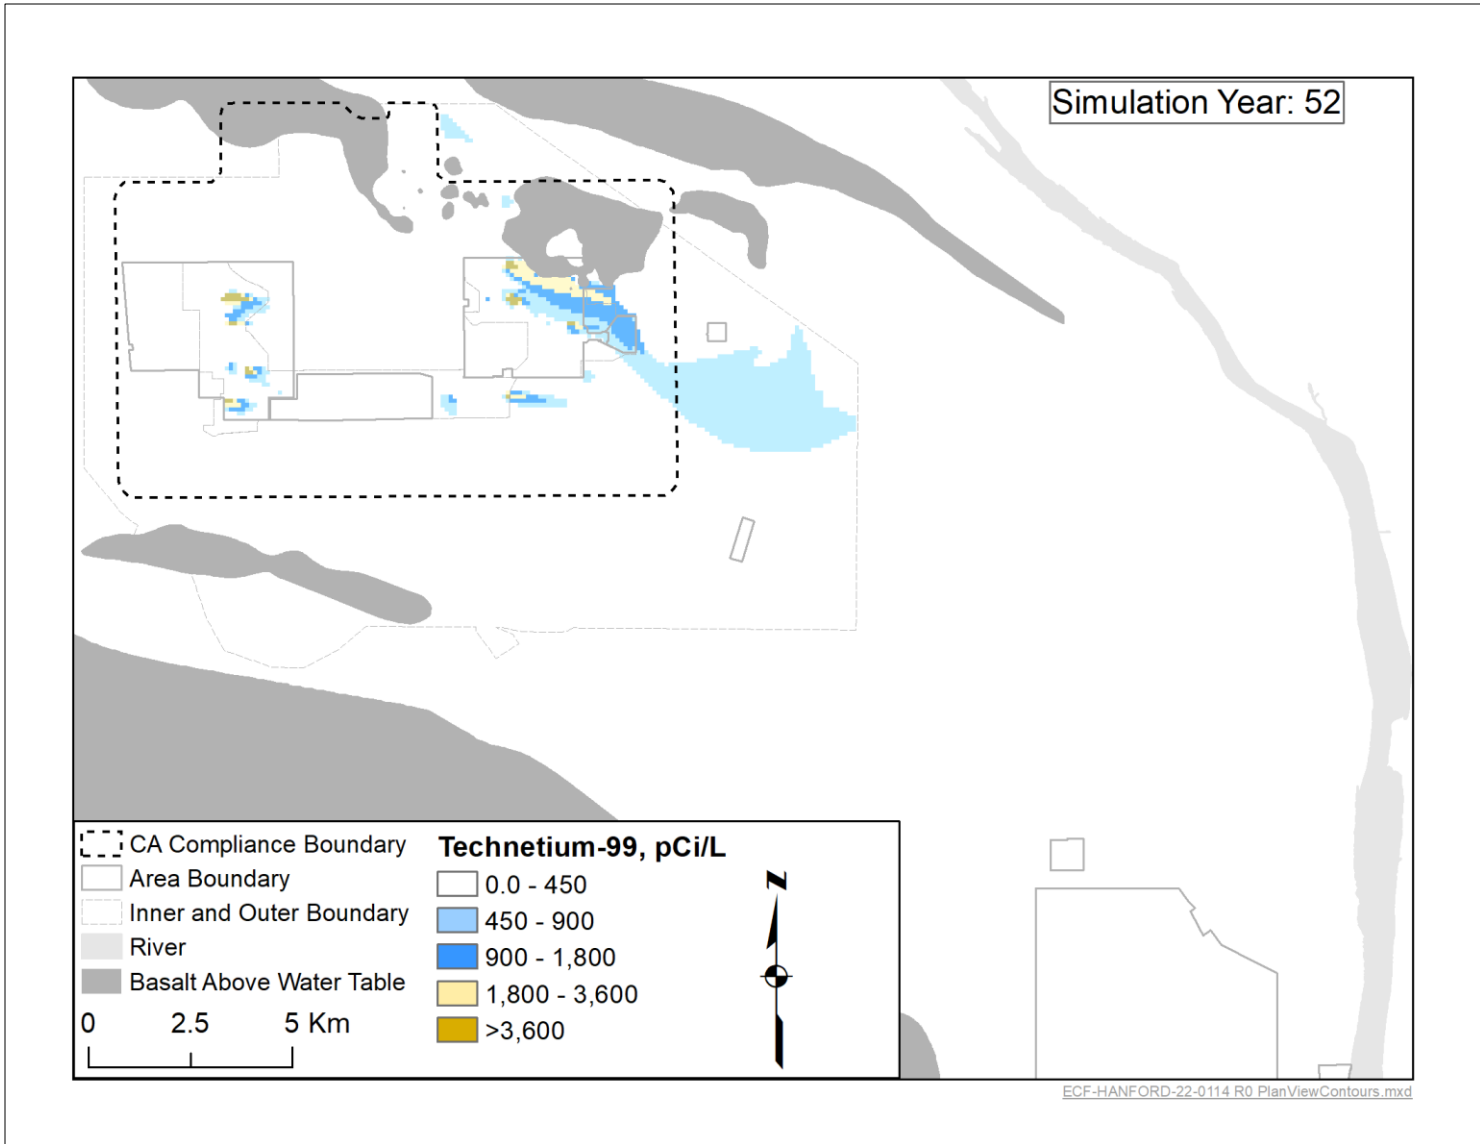 Simulation Year: 52
CA Compliance Boundary
Area Boundary
Inner and Outer Boundary
River
Basalt Above Water Table
0 2.5 5 Km
Technetium-99, pCi/L
0.0 - 450
450 - 900
900 - 1,800
1,800 - 3,600
>3,600
N
ECF-HANFORD-22-0114 R0 PlanViewContours.mxd